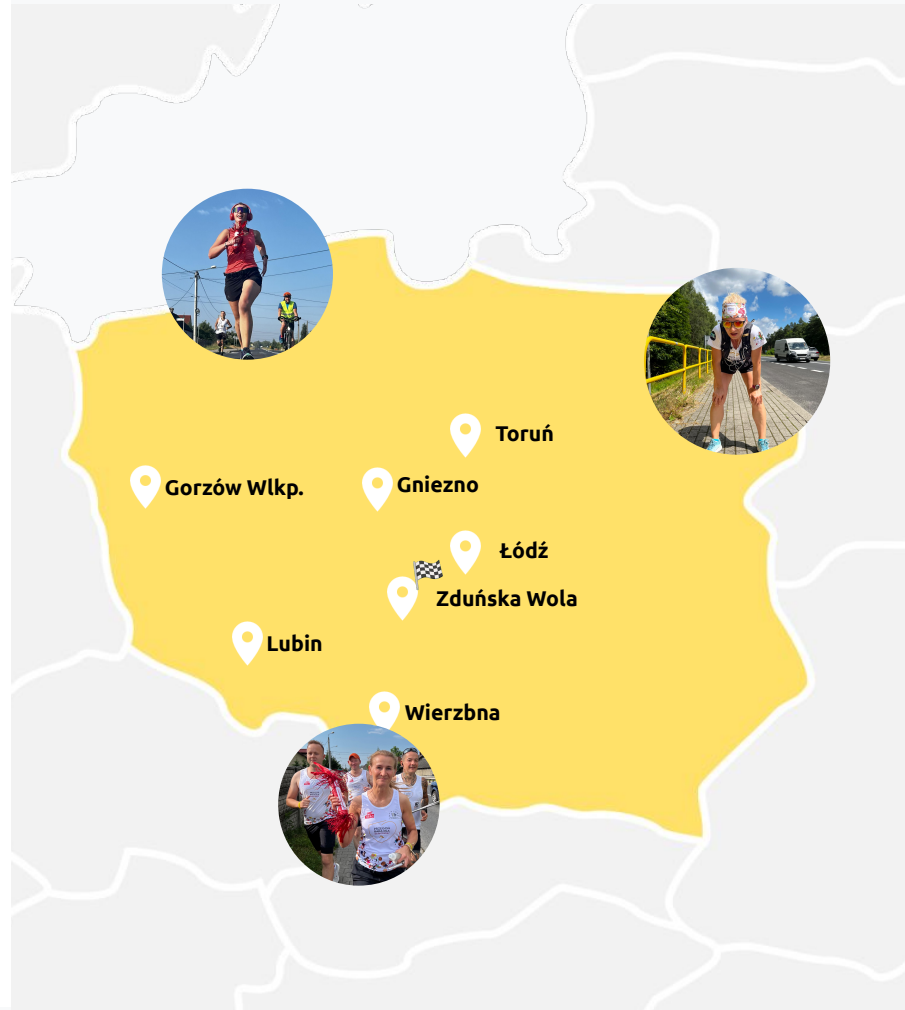 Toruń
Gorzów Wlkp.
Gniezno
Łódź
Zduńska Wola
Lubin
Wierzbna